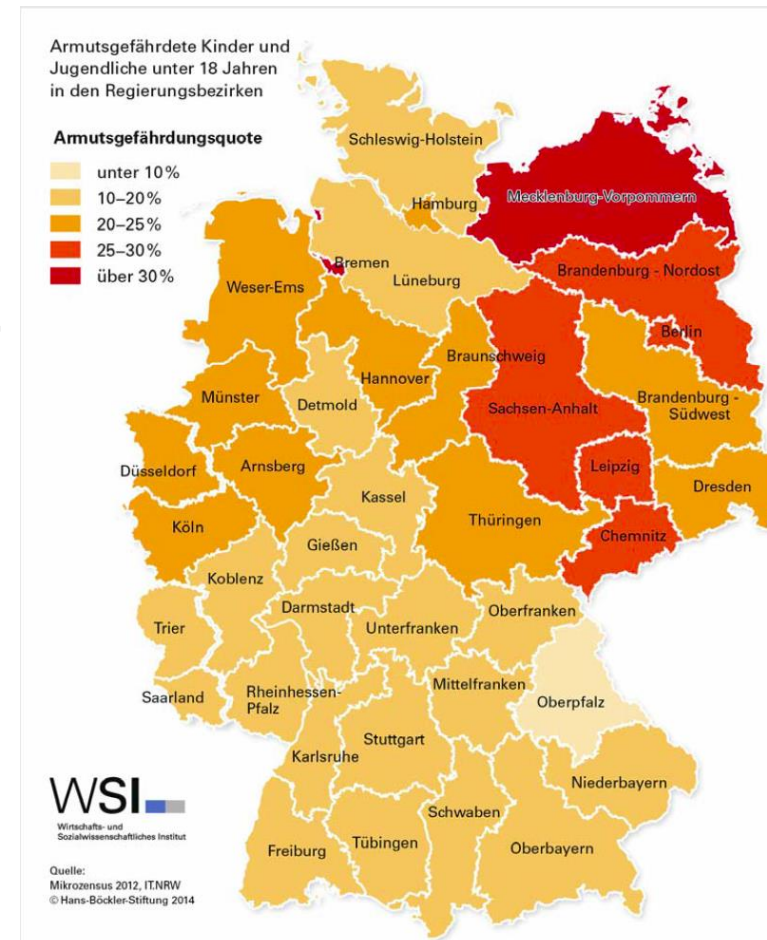 Armutsgefährdete Kinder und
Jugendliche unter 18 Jahren
in den Regierungsbezirken
Armutsgefährdungsquote
unter 10%
10–20%
20–25%
25–30%
über 30%
Schleswig-Holstein
Hamburg
Mecklenburg-Vorpommern
Bremen
Lüneburg
Brandenburg - Nordost
Weser-Ems
Berlin
Braunschweig
Hannover
Münster
Detmold
Sachsen-Anhalt
Brandenburg -
Südwest
Düsseldorf
Arnsberg
Leipzig
Dresden
Kassel
Köln
Thüringen
Chemnitz
Gießen
Koblenz
Darmstadt
Oberfranken
Trier
Unterfranken
Saarland
Rheinhessen-
Pfalz
Mittelfranken
Oberpfalz
Stuttgart
Karlsruhe
Niederbayern
Schwaben
Freiburg
Tübingen
Oberbayern
WSI
Wirtschafts- und
Sozialwissenschaftliches Institut
Quelle:
Mikrozensus 2012, IT.NRW
© Hans-Böckler-Stiftung 2014